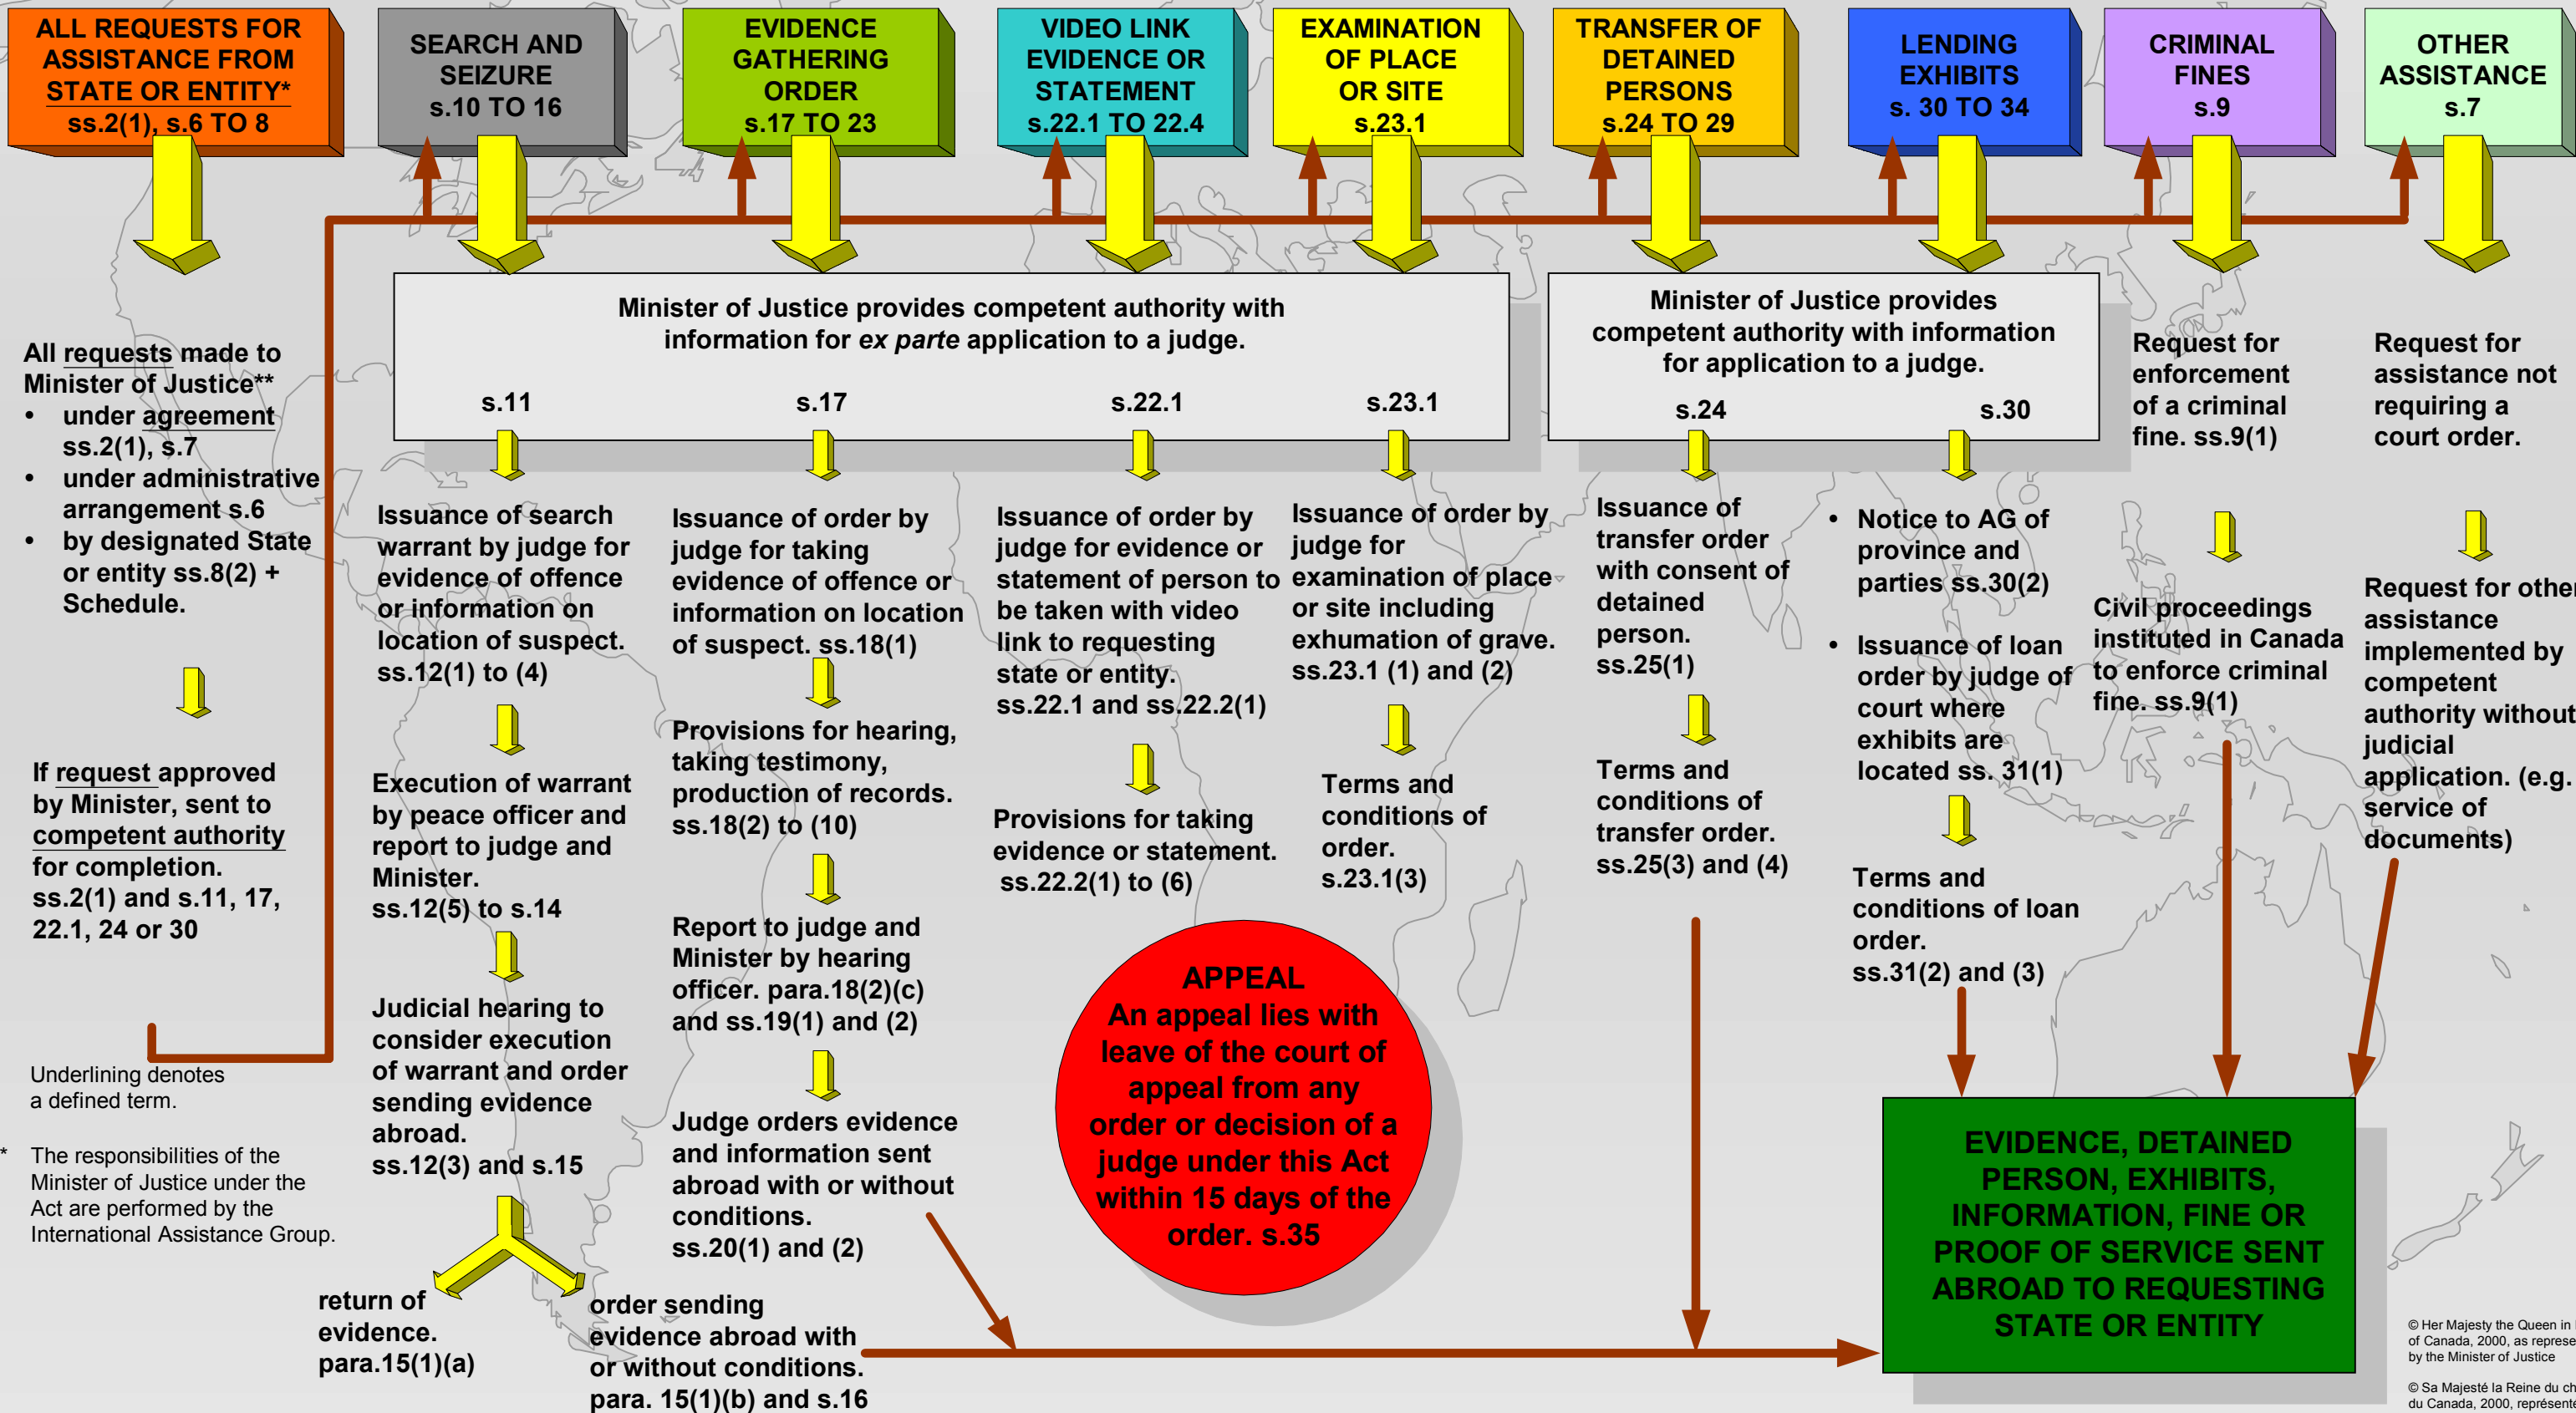 ALL REQUESTS FOR
ASSISTANCE FROM
STATE OR ENTITY*
ss.2(1), s.6 TO 8
SEARCH AND
SEIZURE
s.10 TO 16
EVIDENCE
GATHERING
ORDER
s.17 TO 23
VIDEO LINK
EVIDENCE OR
STATEMENT
s.22.1 TO 22.4
EXAMINATION
OF PLACE
OR SITE
s.23.1
TRANSFER OF
DETAINED
PERSONS
s.24 TO 29
LENDING
EXHIBITS
s. 30 TO 34
CRIMINAL
FINES
s.9
OTHER
ASSISTANCE
s.7
All requests made to
Minister of Justice**
• under agreement
ss.2(1), s.7
• under administrative
arrangement s.6
• by designated State
or entity ss.8(2) +
Schedule.
If request approved
by Minister, sent to
competent authority
for completion.
ss.2(1) and s.11, 17,
22.1, 24 or 30
Underlining denotes
a defined term.
* The responsibilities of the
Minister of Justice under the
Act are performed by the
International Assistance Group.
Minister of Justice provides competent authority with
information for ex parte application to a judge.
s.11 s.17 s.22.1 s.23.1
Minister of Justice provides
competent authority with information
for application to a judge.
s.24 s.30
Issuance of search
warrant by judge for
evidence of offence
or information on
location of suspect.
ss.12(1) to (4)
Execution of warrant
by peace officer and
report to judge and
Minister.
ss.12(5) to s.14
Judicial hearing to
consider execution
of warrant and order
sending evidence
abroad.
ss.12(3) and s.15
return of
evidence.
para.15(1)(a)
order sending
evidence abroad with
or without conditions.
para. 15(1)(b) and s.16
Issuance of order by
judge for taking
evidence of offence or
information on location
of suspect. ss.18(1)
Provisions for hearing,
taking testimony,
production of records.
ss.18(2) to (10)
Report to judge and
Minister by hearing
officer. para.18(2)(c)
and ss.19(1) and (2)
Judge orders evidence
and information sent
abroad with or without
conditions.
ss.20(1) and (2)
Issuance of order by
judge for evidence or
statement of person to
be taken with video
link to requesting
state or entity.
ss.22.1 and ss.22.2(1)
Provisions for taking
evidence or statement.
ss.22.2(1) to (6)
Issuance of order by
judge for
examination of place
or site including
exhumation of grave.
ss.23.1 (1) and (2)
Terms and
conditions of
order.
s.23.1(3)
APPEAL
An appeal lies with
leave of the court of
appeal from any
order or decision of a
judge under this Act
within 15 days of the
order. s.35
Issuance of
transfer order
with consent of
detained
person.
ss.25(1)
Terms and
conditions of
transfer order.
ss.25(3) and (4)
• Notice to AG of
province and
parties ss.30(2)
• Issuance of loan
order by judge of
court where
exhibits are
located ss. 31(1)
Terms and
conditions of loan
order.
ss.31(2) and (3)
Request for
enforcement
of a criminal
fine. ss.9(1)
Civil proceedings
instituted in Canada
to enforce criminal
fine. ss.9(1)
Request for
assistance not
requiring a
court order.
Request for other
assistance
implemented by
competent
authority without
judicial
application. (e.g.
service of
documents)
EVIDENCE, DETAINED
PERSON, EXHIBITS,
INFORMATION, FINE OR
PROOF OF SERVICE SENT
ABROAD TO REQUESTING
STATE OR ENTITY
© Her Majesty the Queen in
of Canada, 2000, as represe
by the Minister of Justice
© Sa Majesté la Reine du ch
du Canada, 2000, représenté